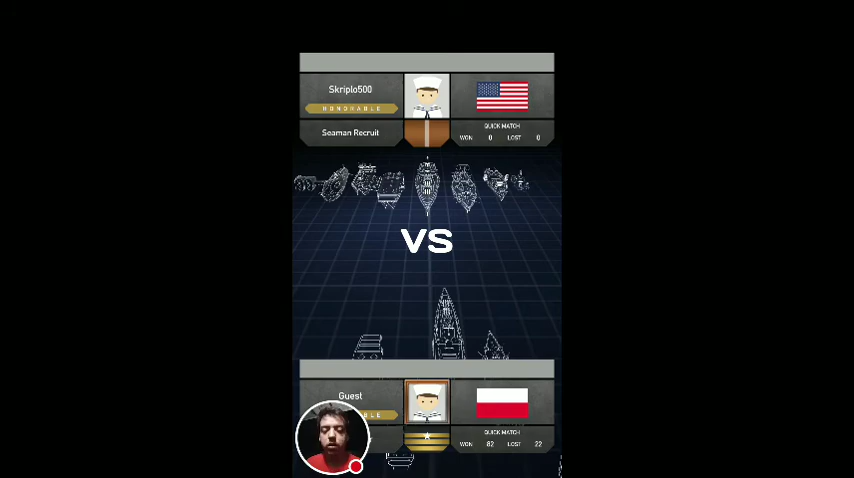 Skriplo500
HONORABLE
Seaman Recruit
QUICK MATCH
WON 0 LOST 0
VS
Guest
QUICK MATCH
WON 82 LOST 22